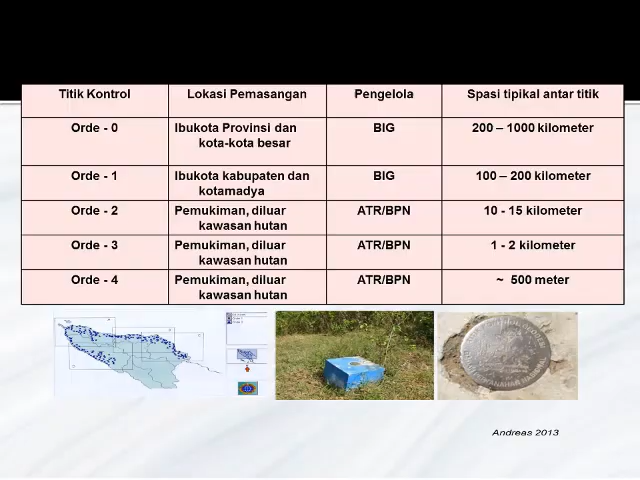 Titik Kontrol Lokasi Pemasangan Pengelola Spasi tipikal antar titik
Orde - 0 Ibukota Provinsi dan BIG 200 – 1000 kilometer
kota-kota besar
Orde - 1 Ibukota kabupaten dan BIG 100 – 200 kilometer
kotamadya
Orde - 2 Pemukiman, diluar ATR/BPN 10 - 15 kilometer
kawasan hutan
Orde - 3 Pemukiman, diluar ATR/BPN 1 - 2 kilometer
kawasan hutan
Orde - 4 Pemukiman, diluar ATR/BPN ~ 500 meter
kawasan hutan
Andreas 2013